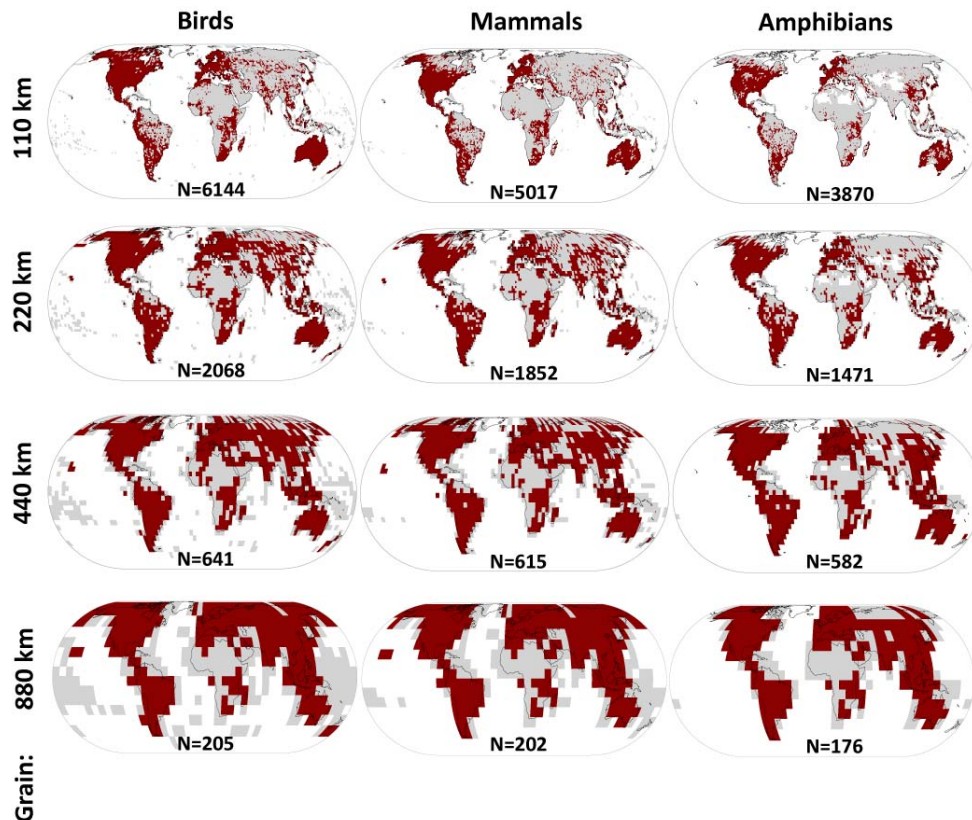 Birds
Mammals
Amphibians
110 km
N=6144
N=5017
N=3870
220 km
N=2068
N=1852
N=1471
440 km
N=641
N=615
N=582
880 km
N=205
N=202
N=176
Grain: